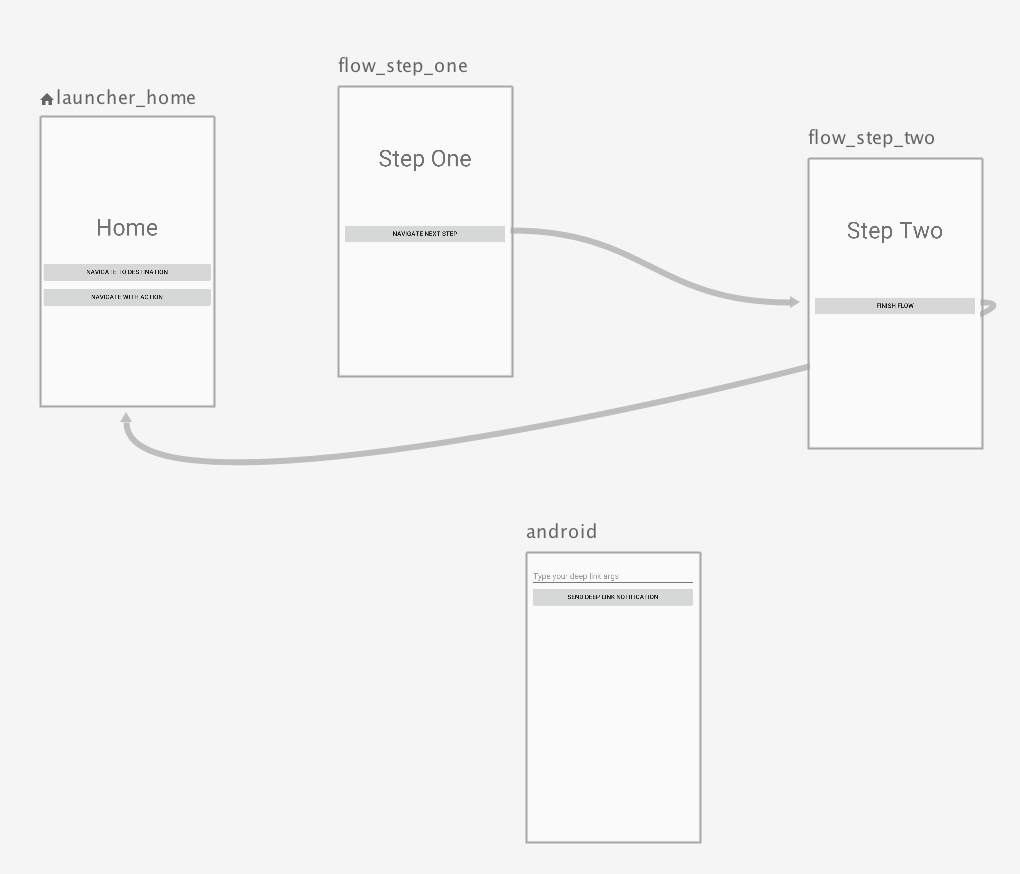 launcher_home
Home
NAVIGATE TO DESTINATION
NAVIGATE WITH ACTION
flow_step_one
Step One
NAVIGATE NEXT STEP
flow_step_two
Step Two
FINISH FLOW
android
Type your deep link args
SEND DEEP LINK NOTIFICATION